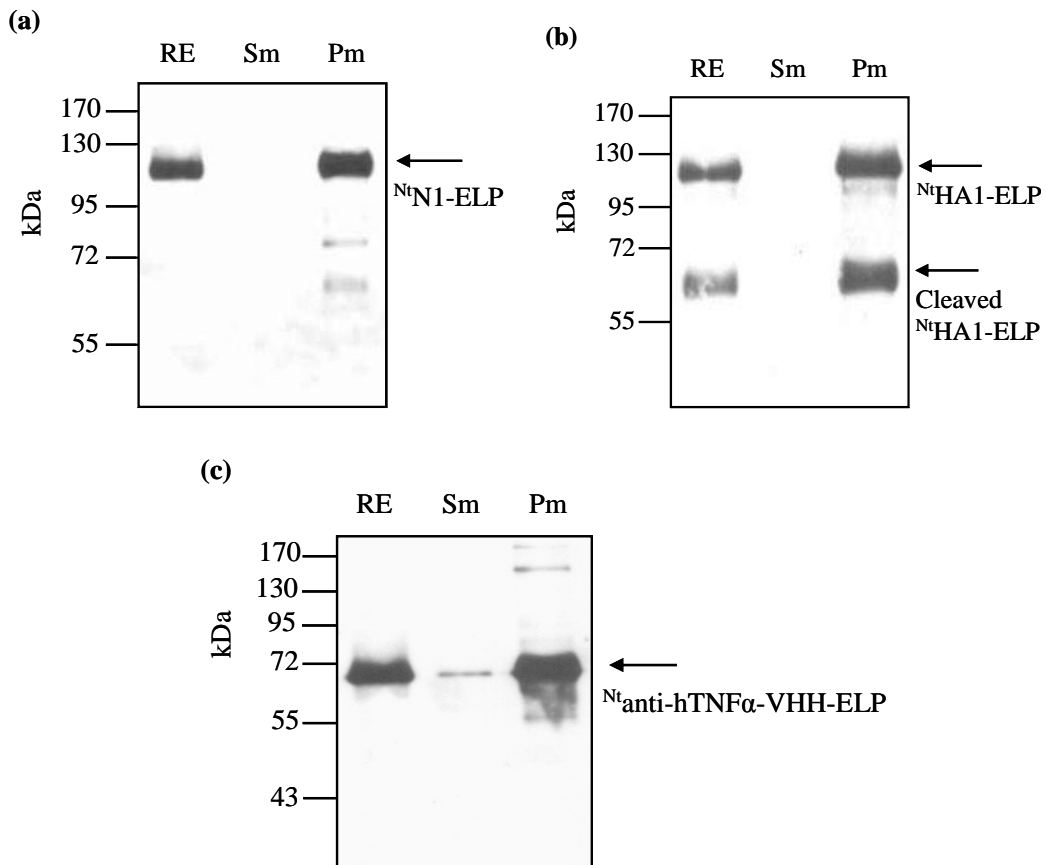 (a)
RE Sm Pm
170
130
95
72
55
kDa
NtN1-ELP
(b)
RE Sm Pm
170
130
95
72
55
kDa
NtHA1-ELP
Cleaved
NtHA1-ELP
(c)
RE Sm Pm
170
130
95
72
55
43
kDa
Ntanti-hTNFα-VHH-ELP